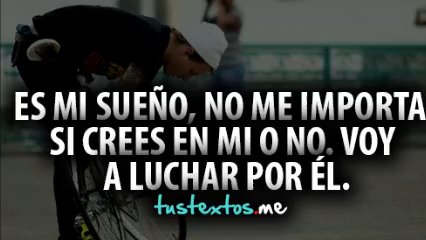 ES MI SUEÑO, NO ME IMPORTA
SI CREES EN MI O NO. VOY
A LUCHAR POR ÉL.
tustextos.me